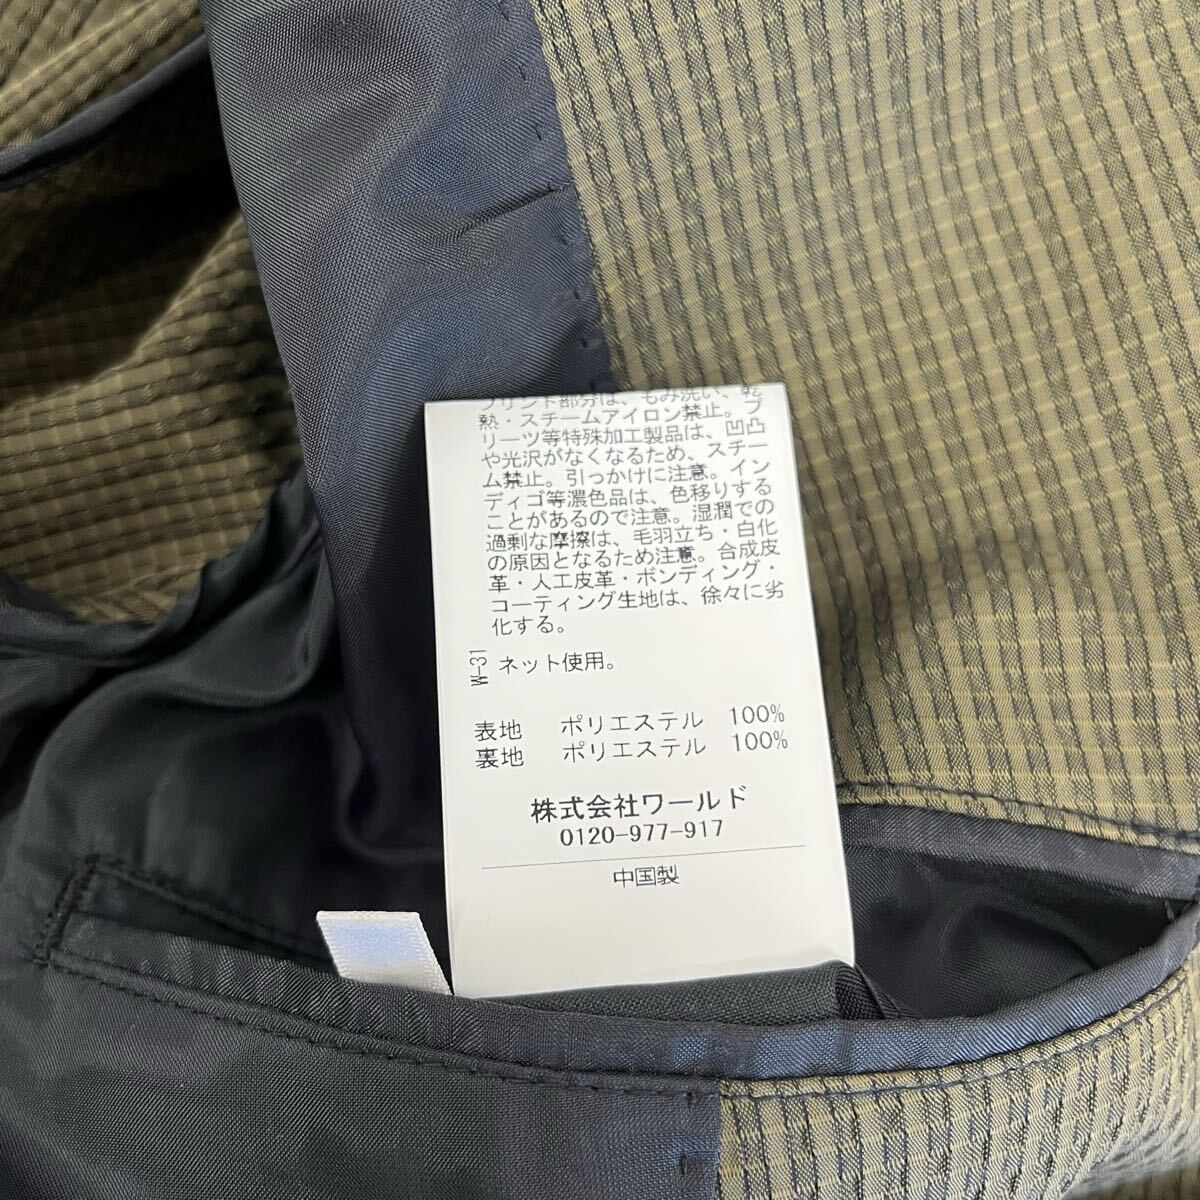 プリント部分は、もみ洗い、乾
熱・スチームアイロン禁止。プ
リーツ等特殊加工製品は、凹凸
や光沢がなくなるため、スチー
ム禁止。引っかけに注意。イン
ディゴ等濃色品は、色移りする
ことがあるので注意。湿潤での
過剰な摩擦は、毛羽立ち・白化
の原因となるため注意。合成皮
革・人工皮革・ボンディング・
コーティング生地は、徐々に劣
化する。
W-31 ネット使用。
表地 ポリエステル 100%
裏地 ポリエステル 100%
株式会社ワールド
0120-977-917
中国製